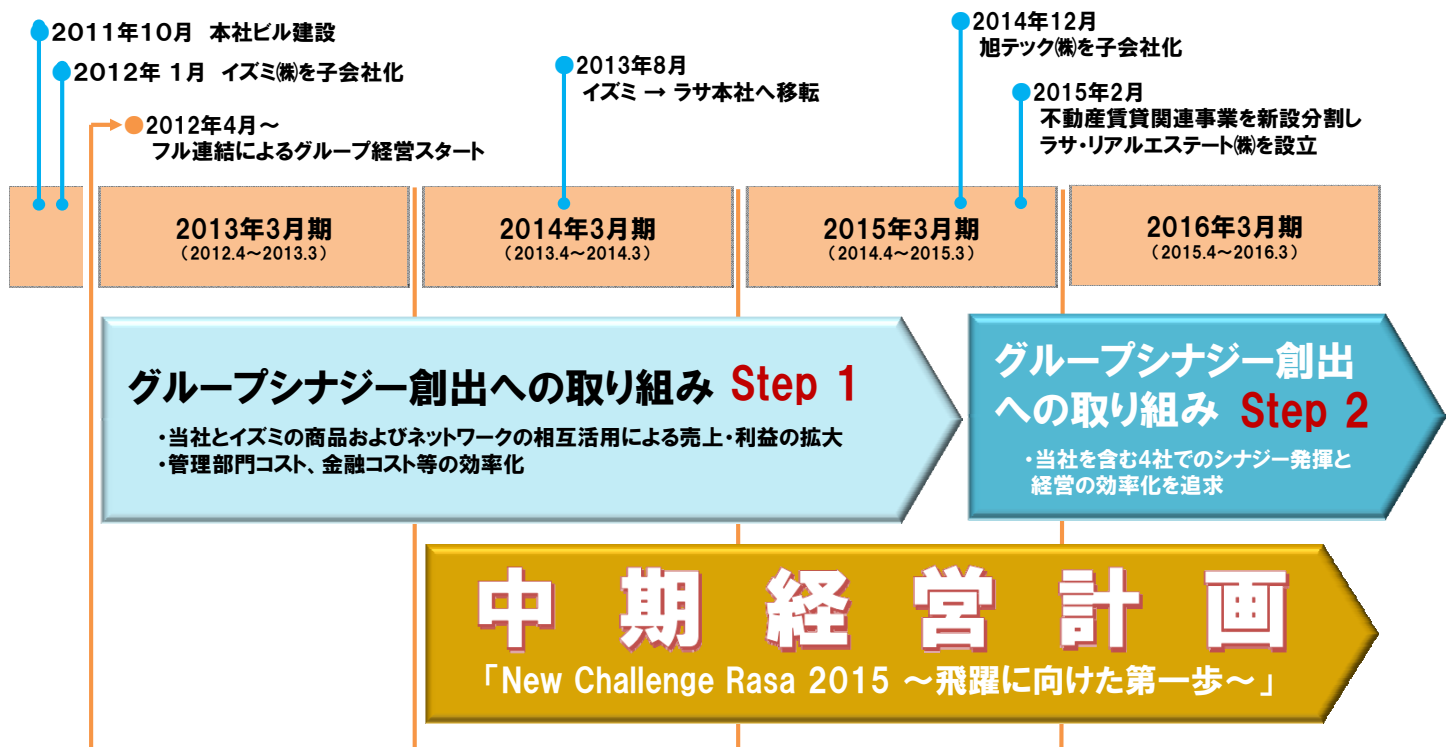 2011年10月 本社ビル建設
2012年 1月 イズミ㈱を子会社化
2012年4月～
フル連結によるグループ経営スタート
2013年8月
イズミ → ラサ本社へ移転
2014年12月
旭テック㈱を子会社化
2015年2月
不動産賃貸関連事業を新設分割し
ラサ・リアルエステート㈱を設立
2013年3月期
（2012.4～2013.3）
2014年3月期
（2013.4～2014.3）
2015年3月期
（2014.4～2015.3）
2016年3月期
（2015.4～2016.3）
グループシナジー創出への取り組み Step 1
・当社とイズミの商品およびネットワークの相互活用による売上・利益の拡大
・管理部門コスト、金融コスト等の効率化
グループシナジー創出
への取り組み Step 2
・当社を含む4社でのシナジー発揮と
経営の効率化を追求
中期経営計画
「New Challenge Rasa 2015 ～飛躍に向けた第一歩～」